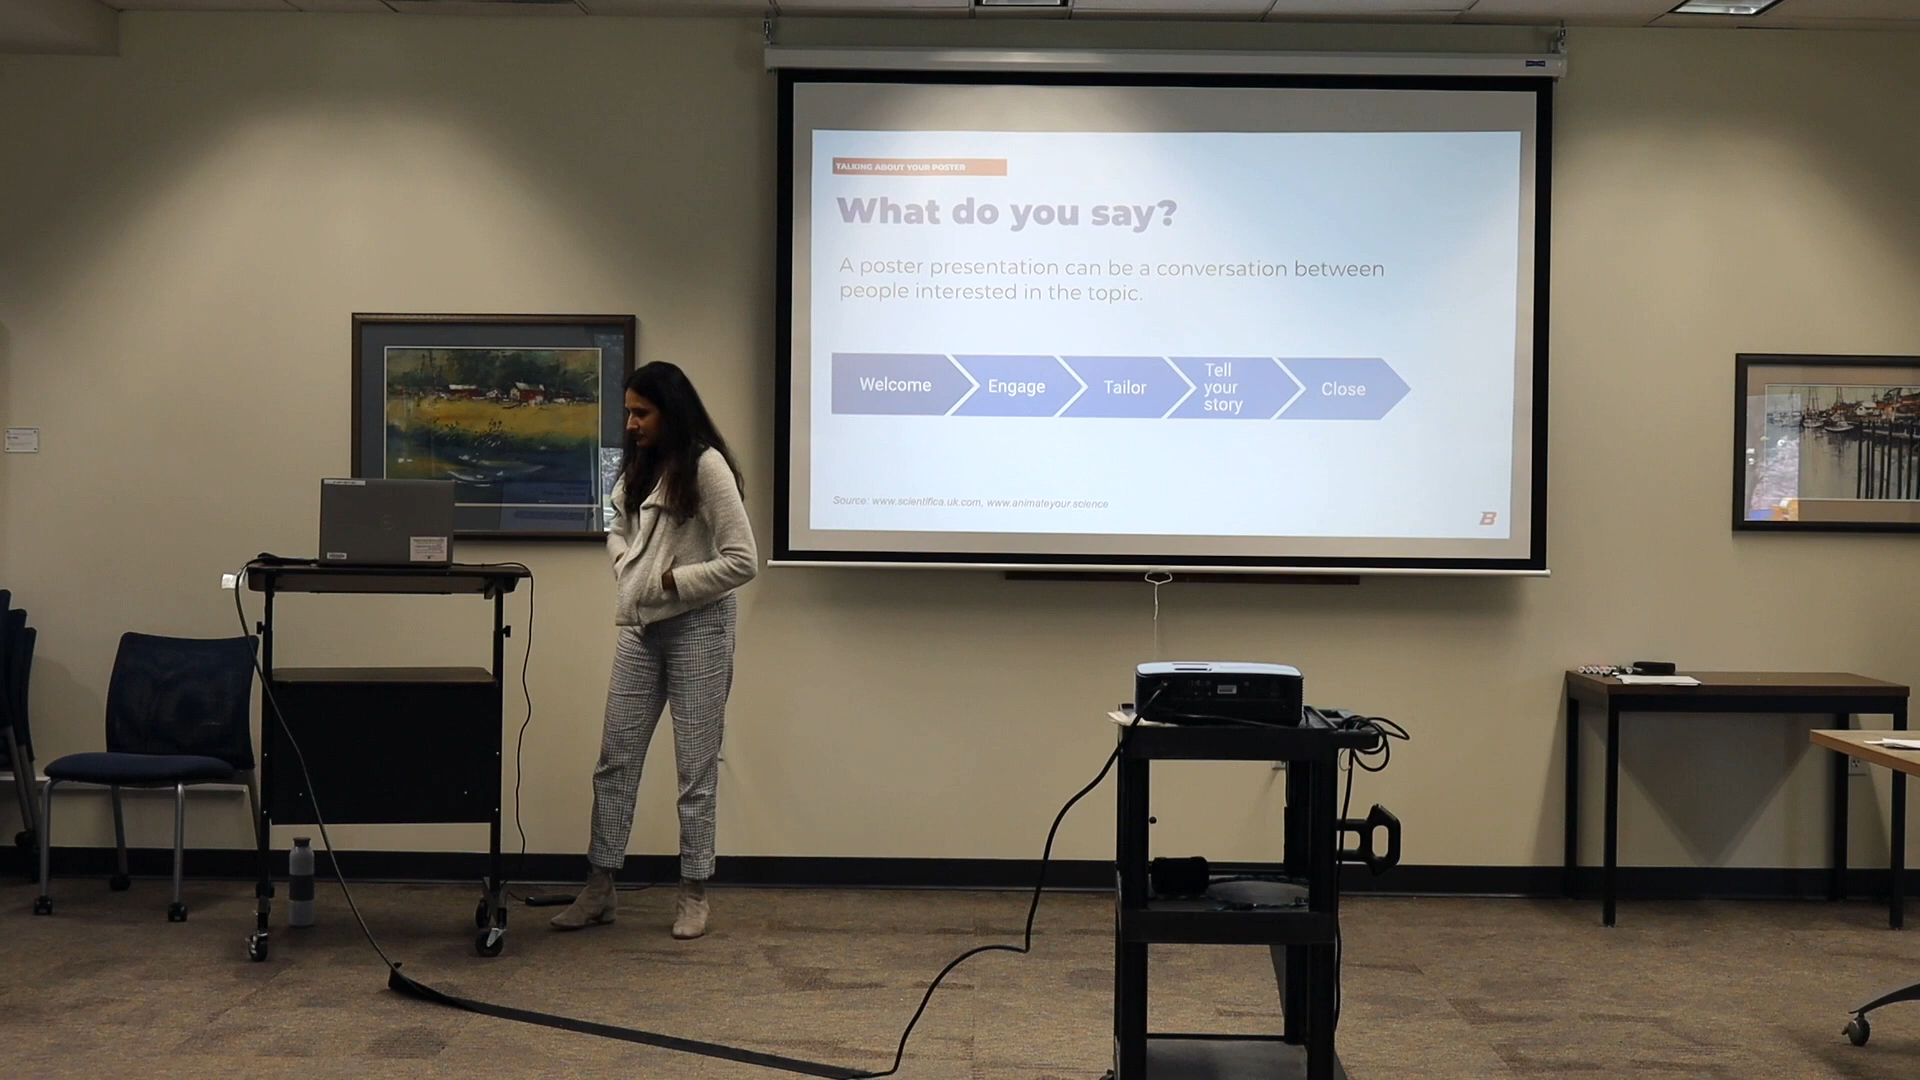 TALKING ABOUT YOUR POSTER
What do you say?
A poster presentation can be a conversation between
people interested in the topic.
Welcome
Engage
Tailor
Tell
your
story
Close
Source: www.scientifica.uk.com, www.animateyour.science
B